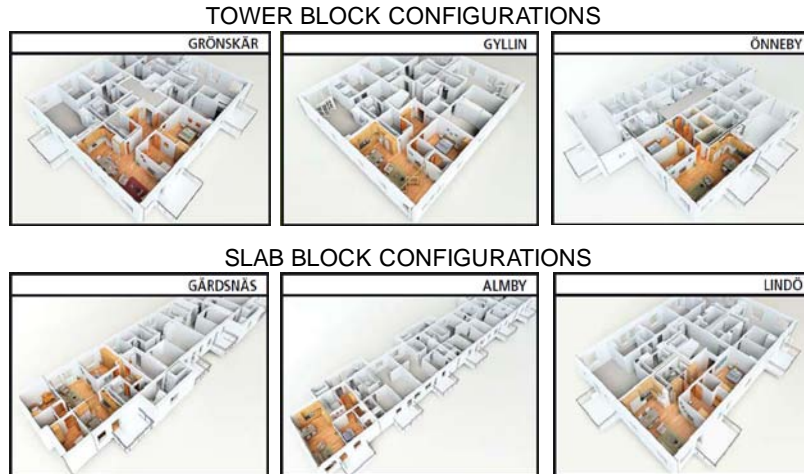 TOWER BLOCK CONFIGURATIONS
GRÖNSKÄR
GYLLIN
ÖNNEBY
SLAB BLOCK CONFIGURATIONS
GÄRDSNÄS
ALMBY
LINDÖ